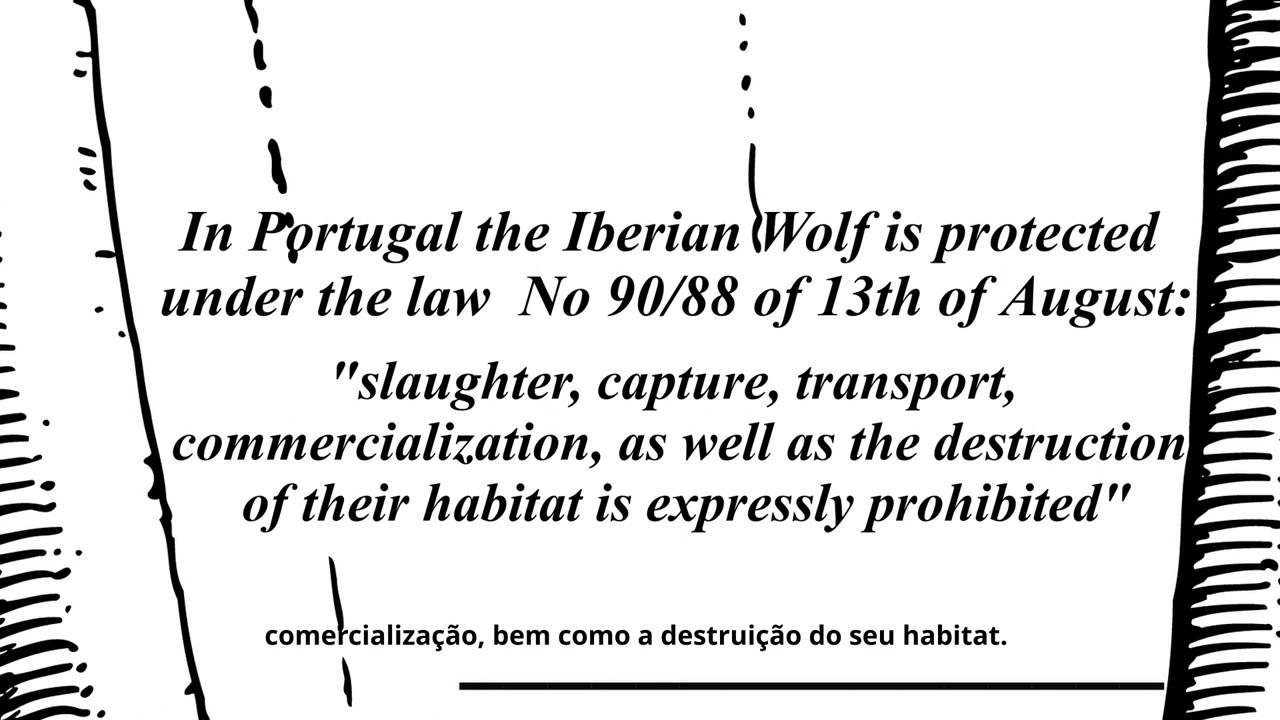 In Portugal the Iberian Wolf is protected
under the law  No 90/88 of 13th of August:
"slaughter, capture, transport,
commercialization, as well as the destruction
of their habitat is expressly prohibited"
comercialização, bem como a destruição do seu habitat.